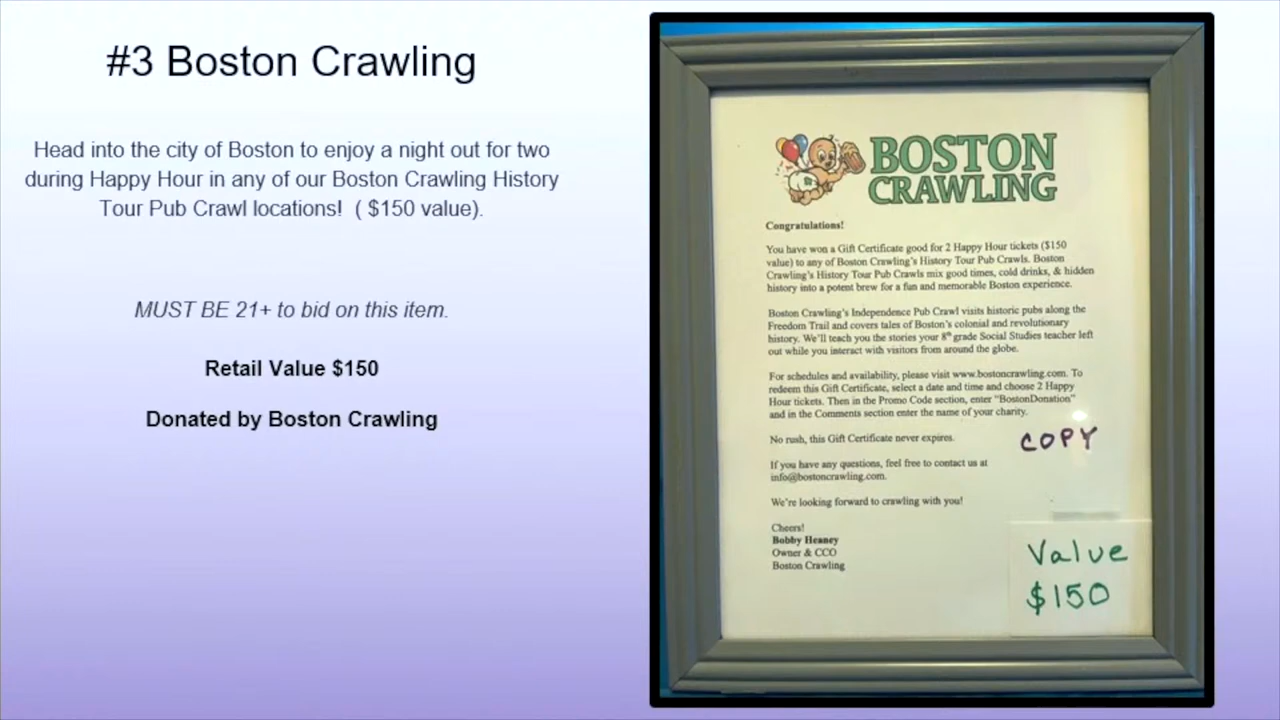 #3 Boston Crawling
Head into the city of Boston to enjoy a night out for two
during Happy Hour in any of our Boston Crawling History
Tour Pub Crawl locations!  ( $150 value).
MUST BE 21+ to bid on this item.
Retail Value $150
Donated by Boston Crawling
BOSTON
CRAWLING
Congratulations!
You have won a Gift Certificate good for 2 Happy Hour tickets ($150
value) to any of Boston Crawling's History Tour Pub Crawls. Boston
Crawling's History Tour Pub Crawls mix good times, cold drinks, & hidden
history into a potent brew for a fun and memorable Boston experience.
Boston Crawling's Independence Pub Crawl visits historic pubs along the
Freedom Trail and covers tales of Boston's colonial and revolutionary
history. We'll teach you the stories your 8th grade Social Studies teacher left
out while you interact with visitors from around the globe.
For schedules and availability, please visit www.bostoncrawling.com. To
redeem this Gift Certificate, select a date and time and choose 2 Happy
Hour tickets. Then in the Promo Code section, enter "BostonDonation"
and in the Comments section enter the name of your charity.
No rush, this Gift Certificate never expires.
COPY
If you have any questions, feel free to contact us at
info@bostoncrawling.com.
We're looking forward to crawling with you!
Cheers!
Bobby Heaney
Owner & CCO
Boston Crawling
Value
$150